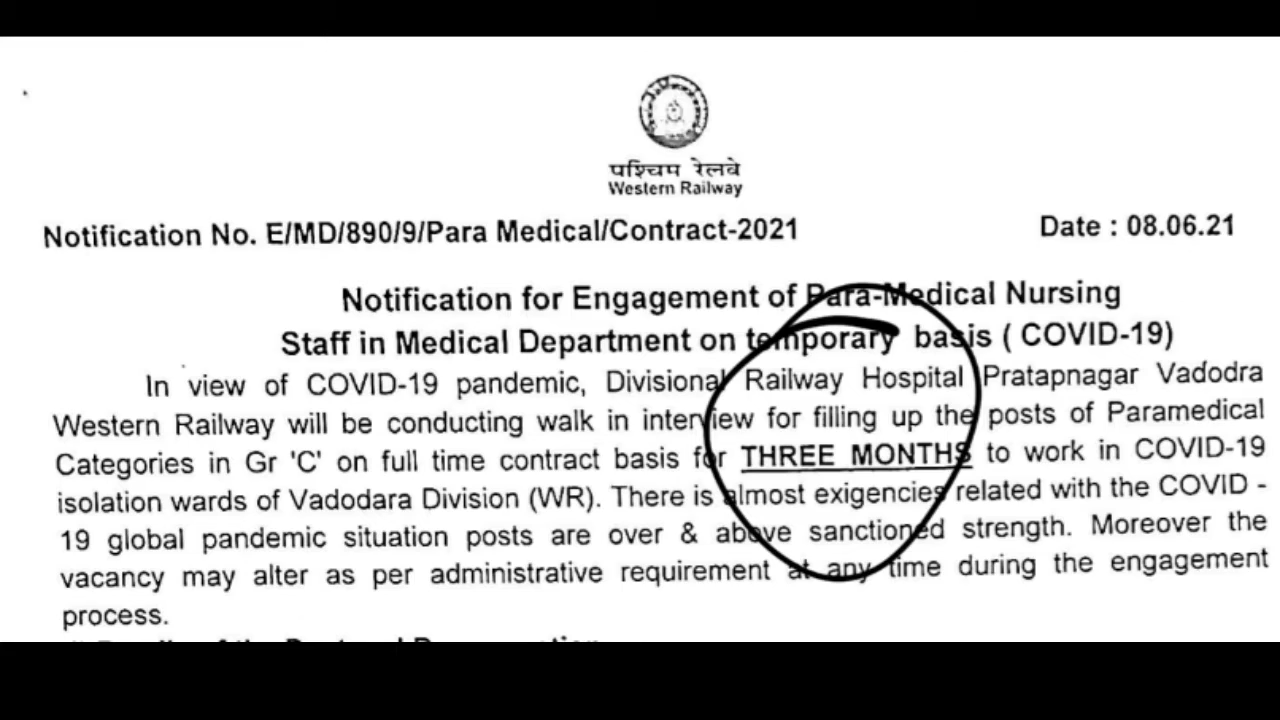 पश्चिम रेलवे
Western Railway
Notification No. E/MD/890/9/Para Medical/Contract-2021 Date : 08.06.21
Notification for Engagement of Para-Medical Nursing
Staff in Medical Department on temporary basis ( COVID-19)
In view of COVID-19 pandemic, Divisional Railway Hospital Pratapnagar Vadodra
Western Railway will be conducting walk in interview for filling up the posts of Paramedical
Categories in Gr 'C' on full time contract basis for THREE MONTHS to work in COVID-19
isolation wards of Vadodara Division (WR). There is almost exigencies related with the COVID -
19 global pandemic situation posts are over & above sanctioned strength. Moreover the
vacancy may alter as per administrative requirement at any time during the engagement
process.